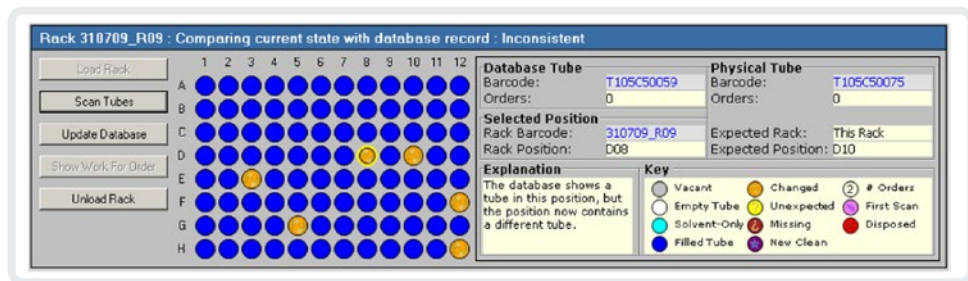 Rack 310709_R09 : Comparing current state with database record : Inconsistent
Load Rack
Scan Tubes
Update Database
Show Work For Order
Unload Rack
1 2 3 4 5 6 7 8 9 10 11 12
A
B
C
D
E
F
G
H
Database Tube
Barcode: T105C50059
Orders: 0
Physical Tube
Barcode: T105C50075
Orders: 0
Selected Position
Rack Barcode: 310709_R09
Rack Position: D08
Expected Rack: This Rack
Expected Position: D10
Explanation
The database shows a
tube in this position, but
the position now contains
a different tube.
Key
Vacant Changed 2 # Orders
Empty Tube ? Unexpected First Scan
Solvent-Only Missing Disposed
Filled Tube New Clean